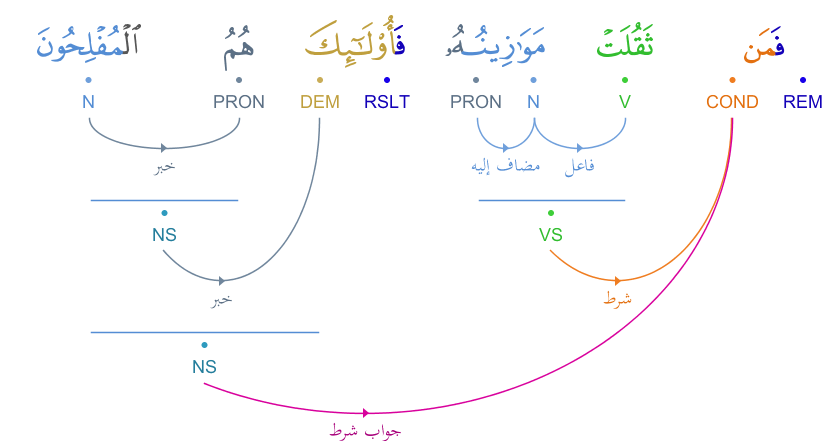 فَمَن ثَقُلَتْ مَوَٰزِينُهُۥ فَأُو۟لَـٰٓئِكَ هُمُ ٱلْمُفْلِحُونَ
N PRON DEM RSLT PRON N V COND REM
خبر مضاف إليه فاعل
NS VS
خبر شرط
NS
جواب شرط